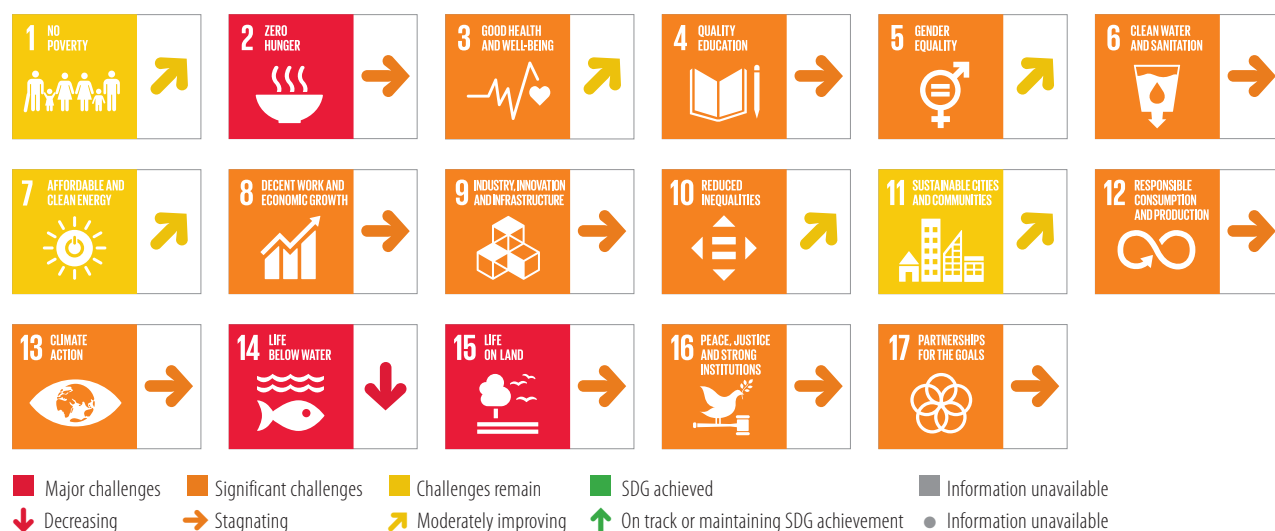 1 NO
POVERTY
2 ZERO
HUNGER
3 GOOD HEALTH
AND WELL-BEING
4 QUALITY
EDUCATION
5 GENDER
EQUALITY
6 CLEAN WATER
AND SANITATION
7 AFFORDABLE AND
CLEAN ENERGY
8 DECENT WORK AND
ECONOMIC GROWTH
9 INDUSTRY, INNOVATION
AND INFRASTRUCTURE
10 REDUCED
INEQUALITIES
11 SUSTAINABLE CITIES
AND COMMUNITIES
12 RESPONSIBLE
CONSUMPTION
AND PRODUCTION
13 CLIMATE
ACTION
14 LIFE
BELOW WATER
15 LIFE
ON LAND
16 PEACE, JUSTICE
AND STRONG
INSTITUTIONS
17 PARTNERSHIPS
FOR THE GOALS
Major challenges
Significant challenges
Challenges remain
SDG achieved
Information unavailable
Decreasing
Stagnating
Moderately improving
On track or maintaining SDG achievement
Information unavailable